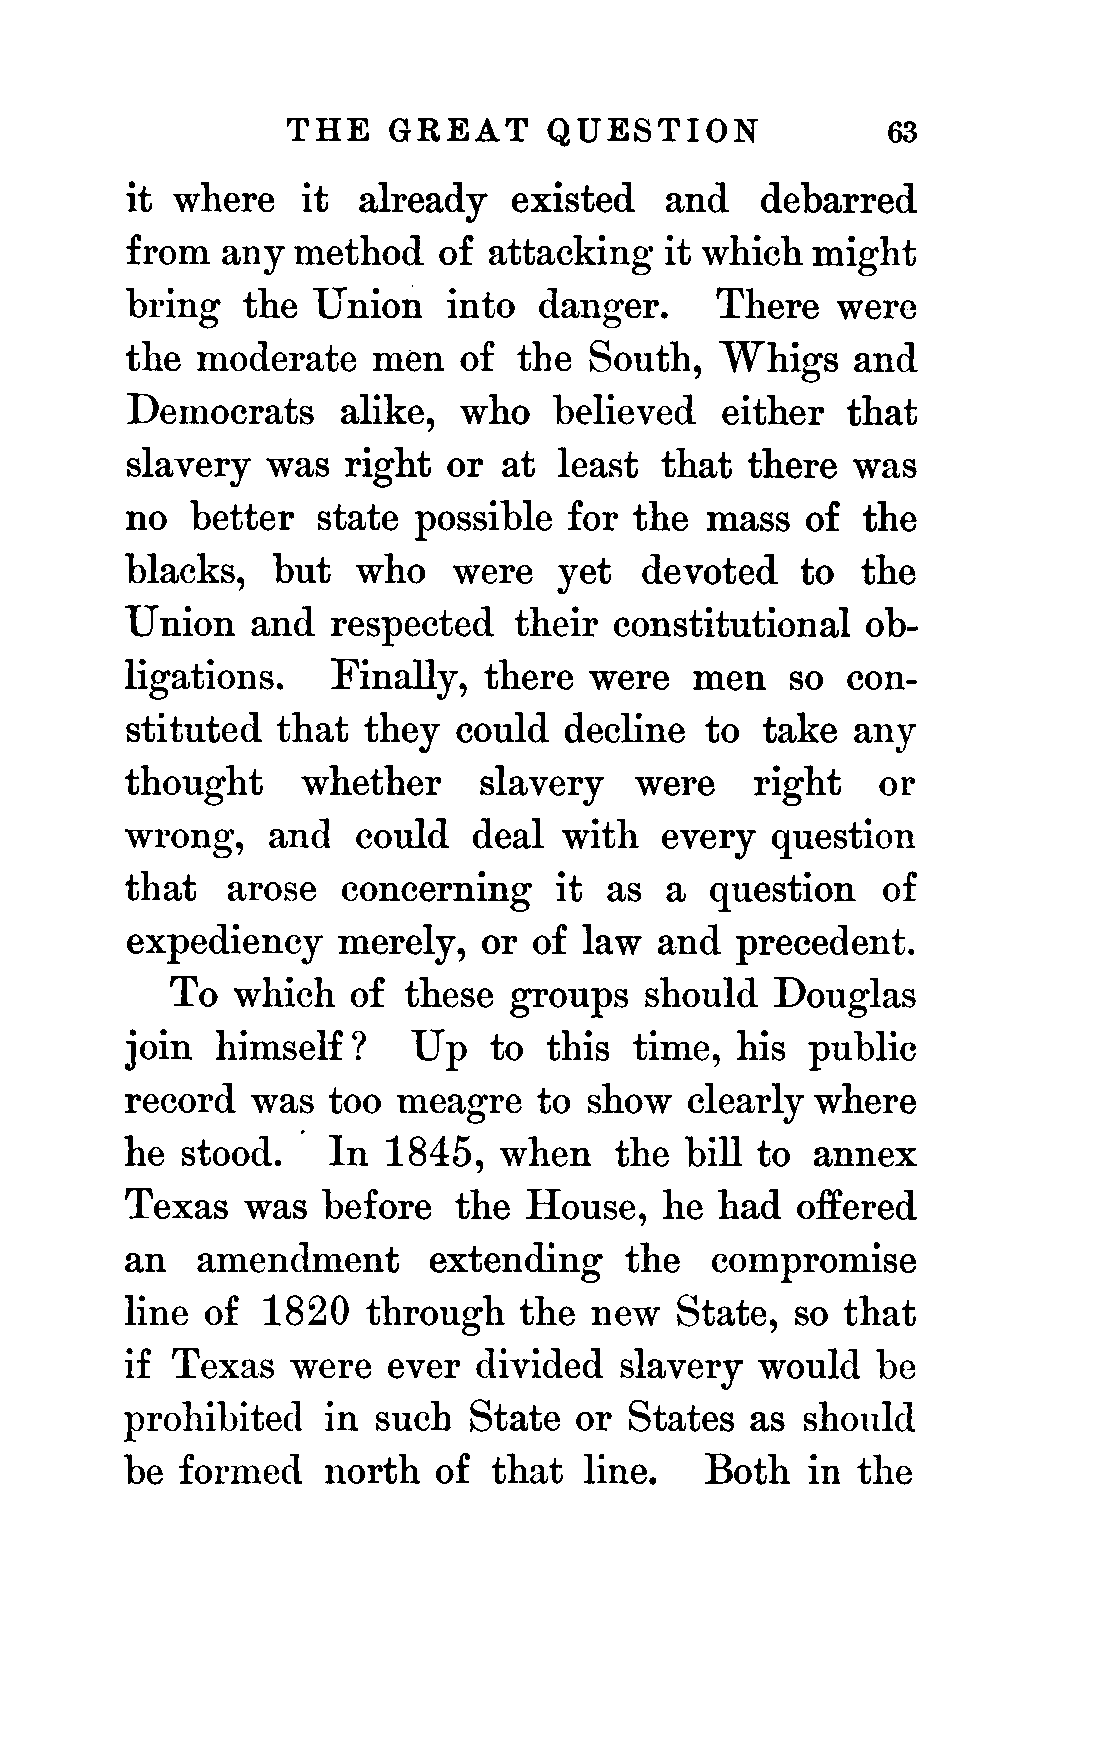 THE GREAT QUESTION 63
it where it already existed and debarred
from any method of attacking it which might
bring the Union into danger. There were
the moderate men of the South, Whigs and
Democrats alike, who believed either that
slavery was right or at least that there was
no better state possible for the mass of the
blacks, but who were yet devoted to the
Union and respected their constitutional ob-
ligations. Finally, there were men so con-
stituted that they could decline to take any
thought whether slavery were right or
wrong, and could deal with every question
that arose concerning it as a question of
expediency merely, or of law and precedent.
To which of these groups should Douglas
join himself? Up to this time, his public
record was too meagre to show clearly where
he stood. In 1845, when the bill to annex
Texas was before the House, he had offered
an amendment extending the compromise
line of 1820 through the new State, so that
if Texas were ever divided slavery would be
prohibited in such State or States as should
be formed north of that line. Both in the